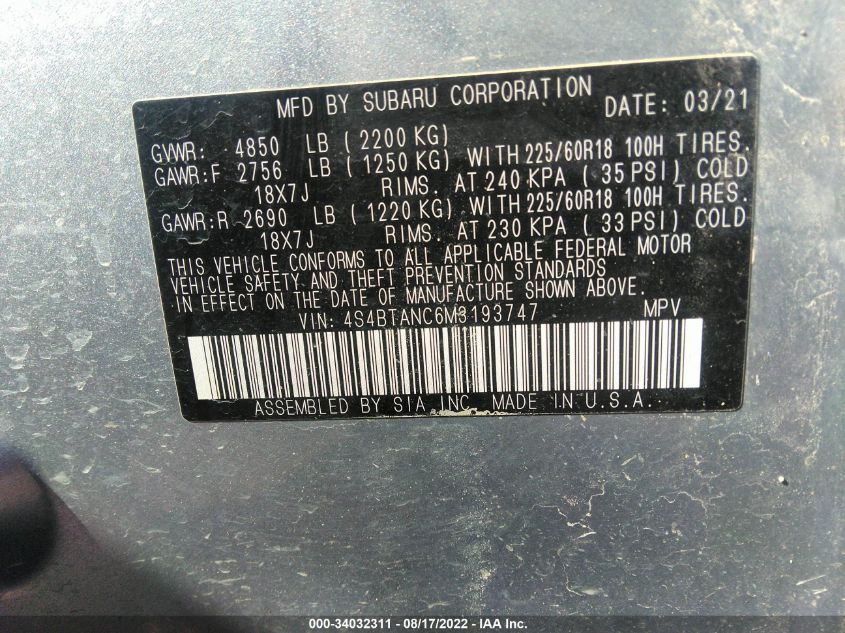 MFD BY SUBARU CORPORATION DATE: 03/21
GVWR: 4850 LB (2200 KG)
GAWR:F 2756 LB (1250 KG) WITH 225/60R18 100H TIRES.
18X7J RIMS. AT 240 KPA (35 PSI) COLD
GAWR:R 2690 LB (1220 KG) WITH 225/60R18 100H TIRES.
18X7J RIMS. AT 230 KPA (33 PSI) COLD
THIS VEHICLE CONFORMS TO ALL APPLICABLE FEDERAL MOTOR
VEHICLE SAFETY AND THEFT PREVENTION STANDARDS
IN EFFECT ON THE DATE OF MANUFACTURE SHOWN ABOVE.
VIN: 4S4BTANC6M3193747 MPV
ASSEMBLED BY SIA INC. MADE IN U.S.A.
000-34032311 - 08/17/2022 - IAA Inc.